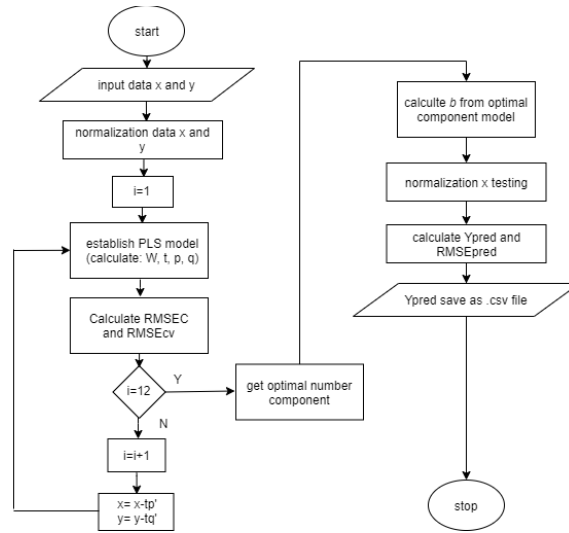 start
input data x and y
normalization data x and
y
i=1
establish PLS model
(calculate: W, t, p, q)
Calculate RMSEC
and RMSEcv
i=12
Y
N
i=i+1
x= x-tp'
y= y-tq'
get optimal number
component
calculte b from optimal
component model
normalization x testing
calculate Ypred and
RMSEpred
Ypred save as .csv file
stop